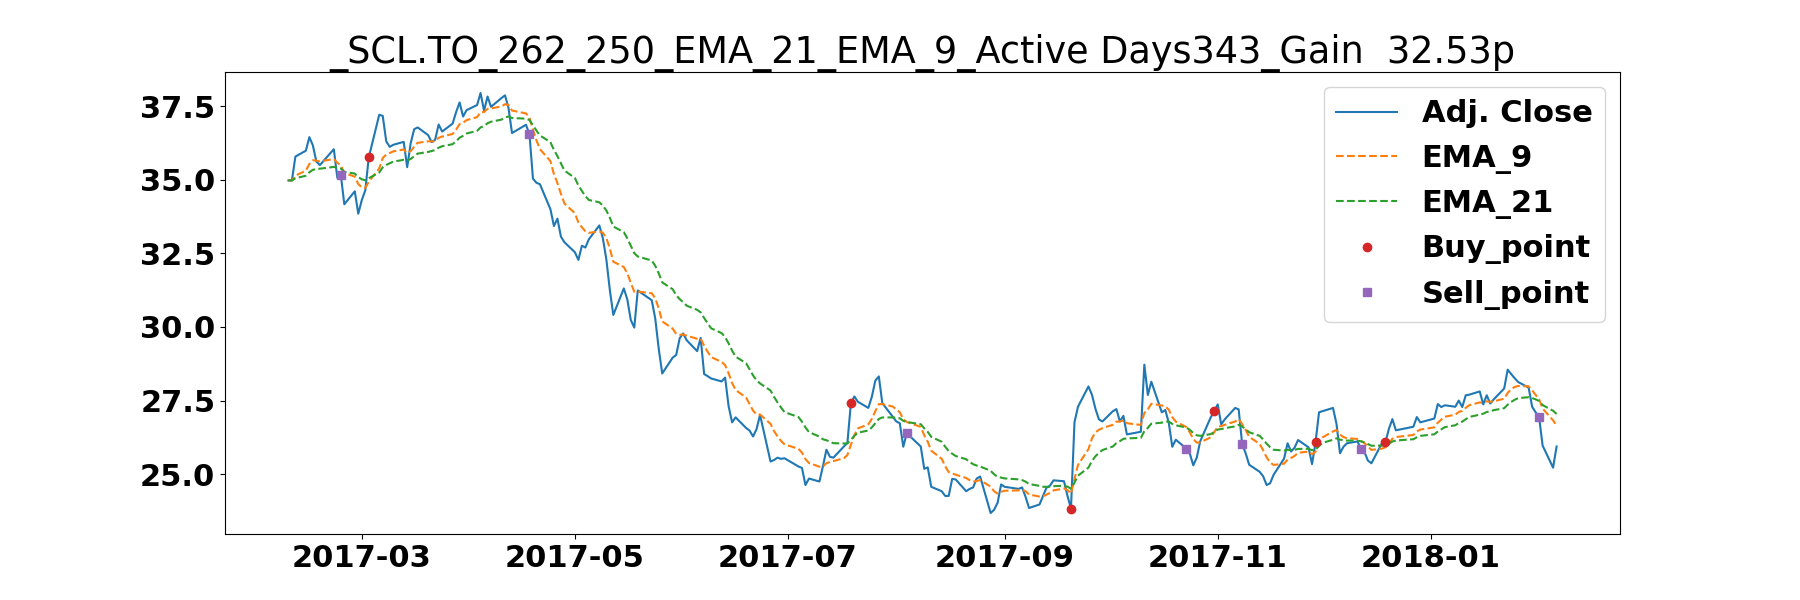 _SCL.TO_262_250_EMA_21_EMA_9_Active Days343_Gain  32.53p
37.5
35.0
32.5
30.0
27.5
25.0
Adj. Close
EMA_9
EMA_21
Buy_point
Sell_point
2017-03 2017-05 2017-07 2017-09 2017-11 2018-01